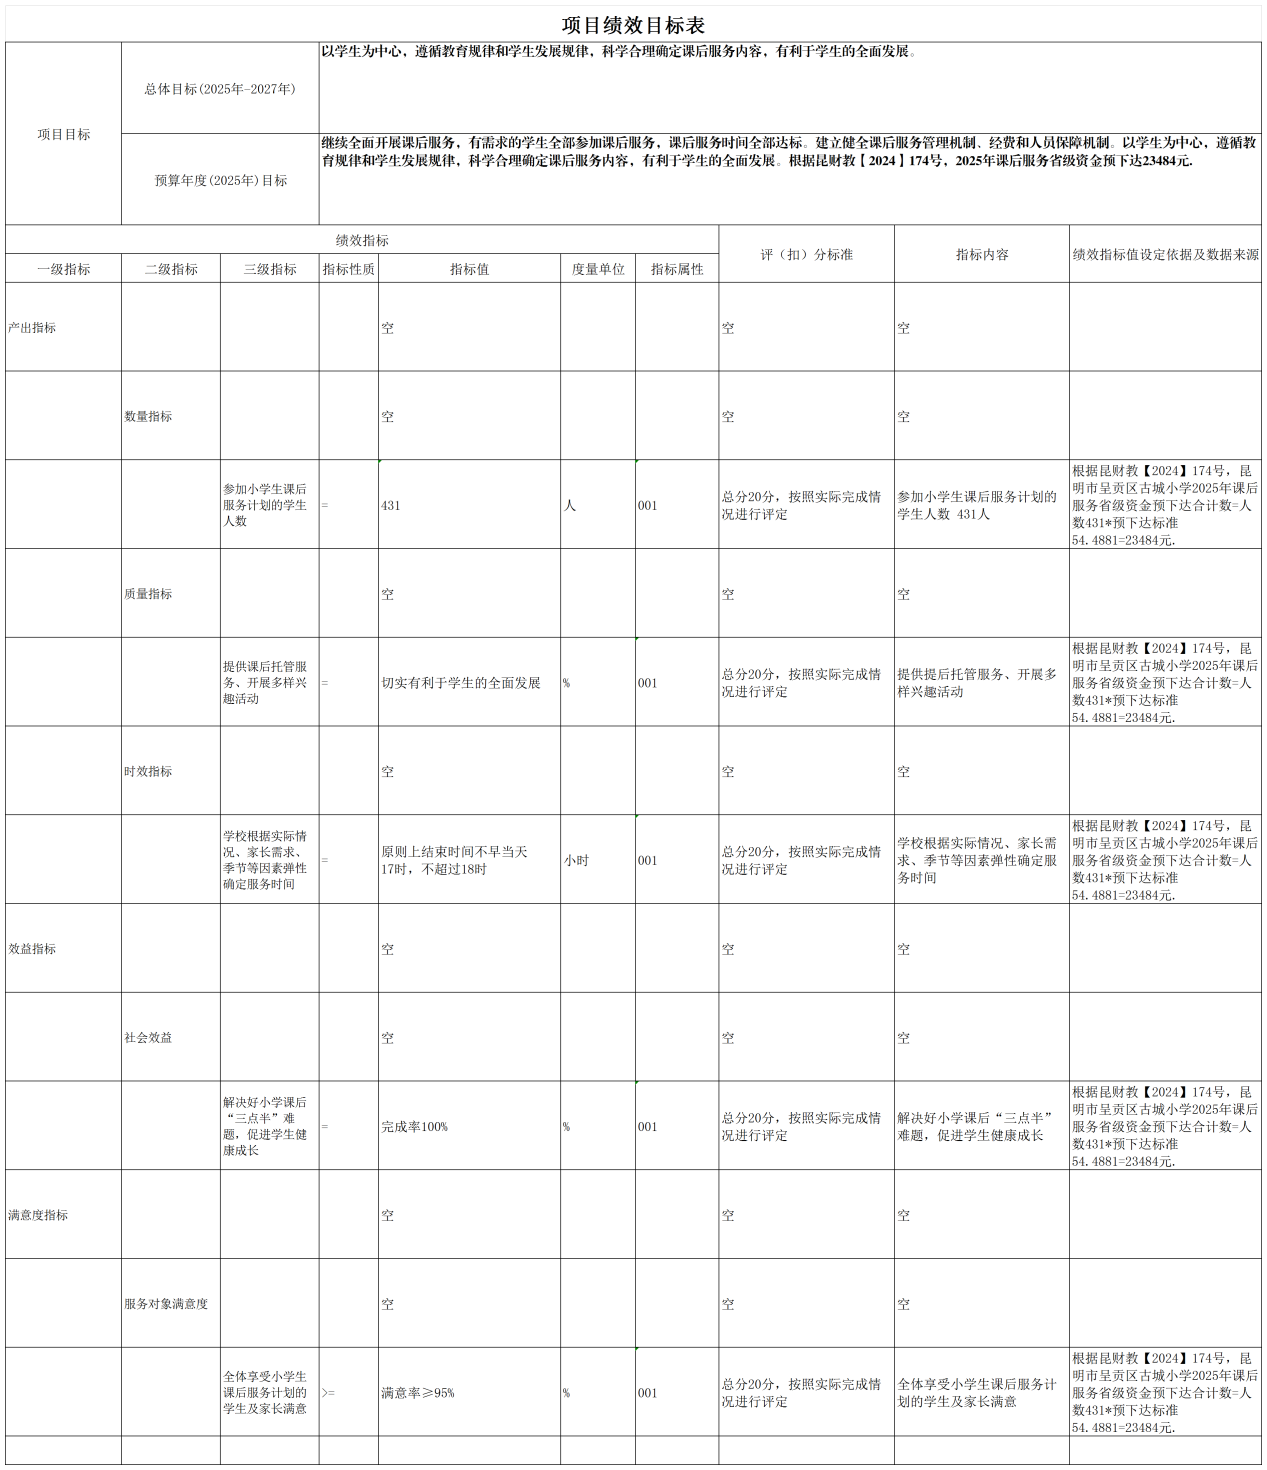 项目绩效目标表
项目目标
总体目标(2025年-2027年)
以学生为中心，遵循教育规律和学生发展规律，科学合理确定课后服务内容，有利于学生的全面发展。
预算年度(2025年)目标
继续全面开展课后服务，有需求的学生全部参加课后服务，课后服务时间全部达标。建立健全课后服务管理机制、经费和人员保障机制。以学生为中心，遵循教
育规律和学生发展规律，科学合理确定课后服务内容，有利于学生的全面发展。根据昆财教【2024】174号，2025年课后服务省级资金预下达23484元.
绩效指标
评（扣）分标准
指标内容
绩效指标值设定依据及数据来源
一级指标
二级指标
三级指标
指标性质
指标值
度量单位
指标属性
产出指标
空
空
空
数量指标
空
空
空
参加小学生课后
服务计划的学生
人数
=
431
人
001
总分20分，按照实际完成情
况进行评定
参加小学生课后服务计划的
学生人数 431人
根据昆财教【2024】174号，昆
明市呈贡区古城小学2025年课后
服务省级资金预下达合计数=人
数431*预下达标准
54.4881=23484元.
质量指标
空
空
空
提供课后托管服
务、开展多样兴
趣活动
=
切实有利于学生的全面发展
%
001
总分20分，按照实际完成情
况进行评定
提供提后托管服务、开展多
样兴趣活动
根据昆财教【2024】174号，昆
明市呈贡区古城小学2025年课后
服务省级资金预下达合计数=人
数431*预下达标准
54.4881=23484元.
时效指标
空
空
空
学校根据实际情
况、家长需求、
季节等因素弹性
确定服务时间
=
原则上结束时间不早当天
17时，不超过18时
小时
001
总分20分，按照实际完成情
况进行评定
学校根据实际情况、家长需
求、季节等因素弹性确定服
务时间
根据昆财教【2024】174号，昆
明市呈贡区古城小学2025年课后
服务省级资金预下达合计数=人
数431*预下达标准
54.4881=23484元.
效益指标
空
空
空
社会效益
空
空
空
解决好小学课后
“三点半”难
题，促进学生健
康成长
=
完成率100%
%
001
总分20分，按照实际完成情
况进行评定
解决好小学课后“三点半”
难题，促进学生健康成长
根据昆财教【2024】174号，昆
明市呈贡区古城小学2025年课后
服务省级资金预下达合计数=人
数431*预下达标准
54.4881=23484元.
满意度指标
空
空
空
服务对象满意度
空
空
空
全体享受小学生
课后服务计划的
学生及家长满意
>=
满意率≥95%
%
001
总分20分，按照实际完成情
况进行评定
全体享受小学生课后服务计
划的学生及家长满意
根据昆财教【2024】174号，昆
明市呈贡区古城小学2025年课后
服务省级资金预下达合计数=人
数431*预下达标准
54.4881=23484元.